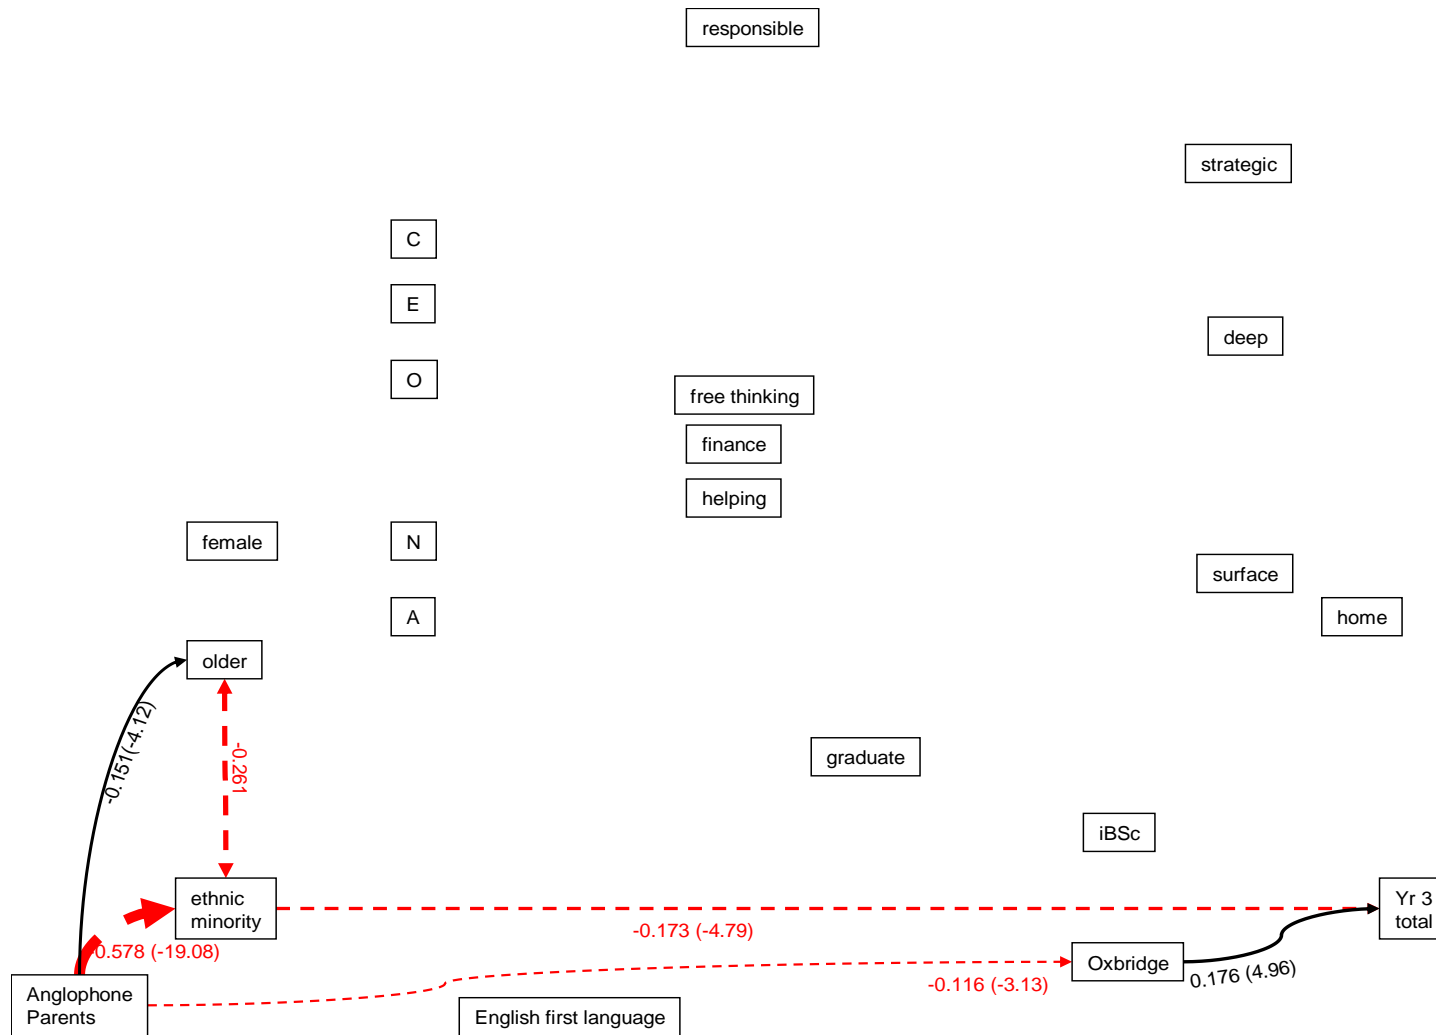 responsible
strategic
C
E
deep
O
free thinking
finance
helping
female
N
surface
A
home
older
-0.151(-4.12)
-0.261
graduate
iBSc
ethnic
minority
Yr 3
total
-0.173 (-4.79)
0.578 (-19.08)
Oxbridge
0.176 (4.96)
-0.116 (-3.13)
Anglophone
Parents
English first language